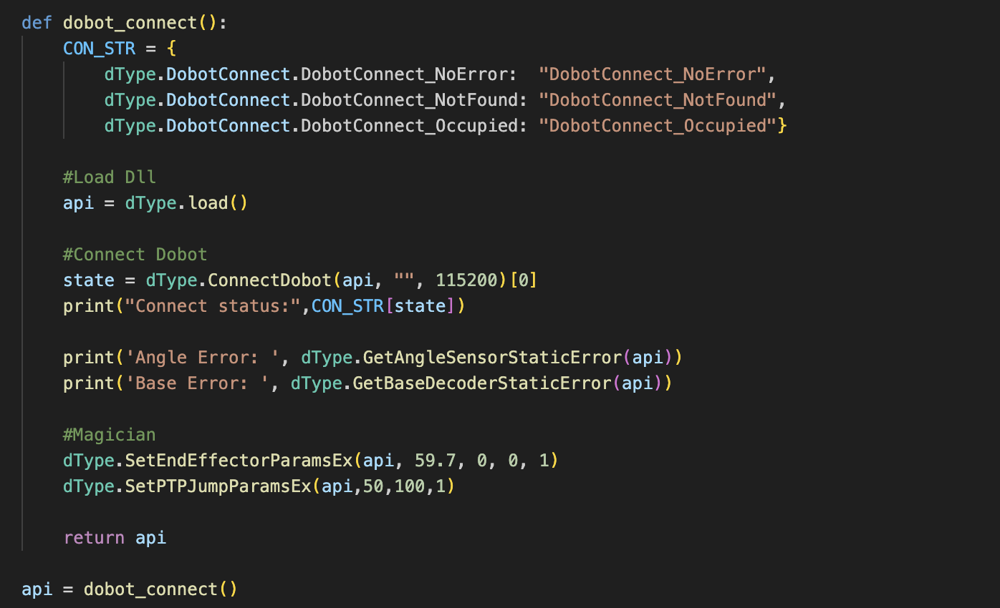 def dobot_connect():
    CON_STR = {
        dType.DobotConnect.DobotConnect_NoError:  "DobotConnect_NoError",
        dType.DobotConnect.DobotConnect_NotFound: "DobotConnect_NotFound",
        dType.DobotConnect.DobotConnect_Occupied: "DobotConnect_Occupied"}
    #Load Dll
    api = dType.load()
    #Connect Dobot
    state = dType.ConnectDobot(api, "", 115200)[0]
    print("Connect status:",CON_STR[state])
    print('Angle Error: ', dType.GetAngleSensorStaticError(api))
    print('Base Error: ', dType.GetBaseDecoderStaticError(api))
    #Magician
    dType.SetEndEffectorParamsEx(api, 59.7, 0, 0, 1)
    dType.SetPTPJumpParamsEx(api,50,100,1)
    return api
api = dobot_connect()